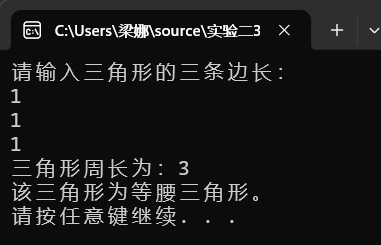 C:\Users\梁娜\source\实验二3
请输入三角形的三条边长：
1
1
1
三角形周长为：3
该三角形为等腰三角形。
请按任意键继续. . .